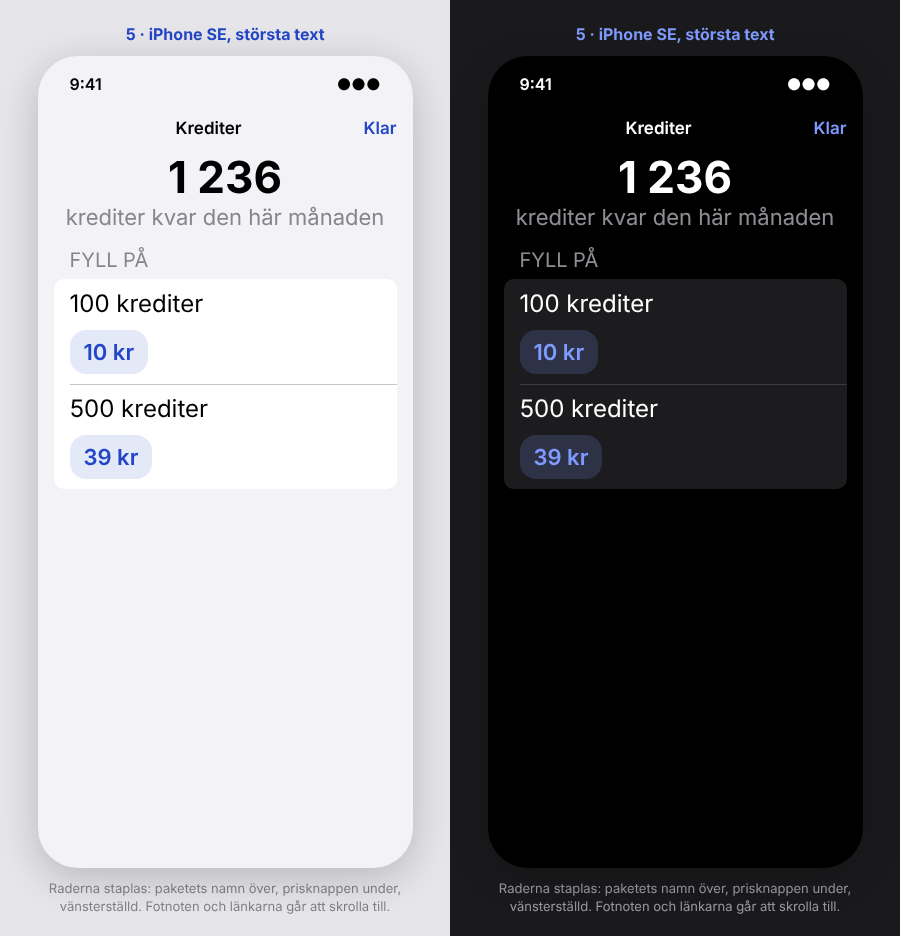 5 · iPhone SE, största text
9:41
Krediter
Klar
1 236
krediter kvar den här månaden
FYLL PÅ
100 krediter
10 kr
500 krediter
39 kr
Raderna staplas: paketets namn över, prisknappen under,
vänsterställd. Fotnoten och länkarna går att skrolla till.
5 · iPhone SE, största text
9:41
Krediter
Klar
1 236
krediter kvar den här månaden
FYLL PÅ
100 krediter
10 kr
500 krediter
39 kr
Raderna staplas: paketets namn över, prisknappen under,
vänsterställd. Fotnoten och länkarna går att skrolla till.